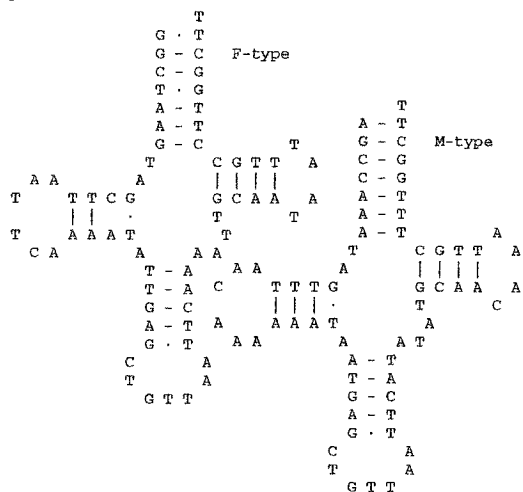 T
G · T
G - C F-type
C - G
T · G
A - T T
A - T A - T
G - C T G - C M-type
T C G T T A C - G
A A A C - G
T T T C G G C A A A A - T
T A A A T T T A - T A
C A A T A A A - T
T - A A A T C G T T A
T - A C T T T G A
G - C G C A A A
A - T A A A A T T C
G · T A A A T A
C A A - T
T A T - A
G T T G - C
A - T
G · T
C A
T A
G T T